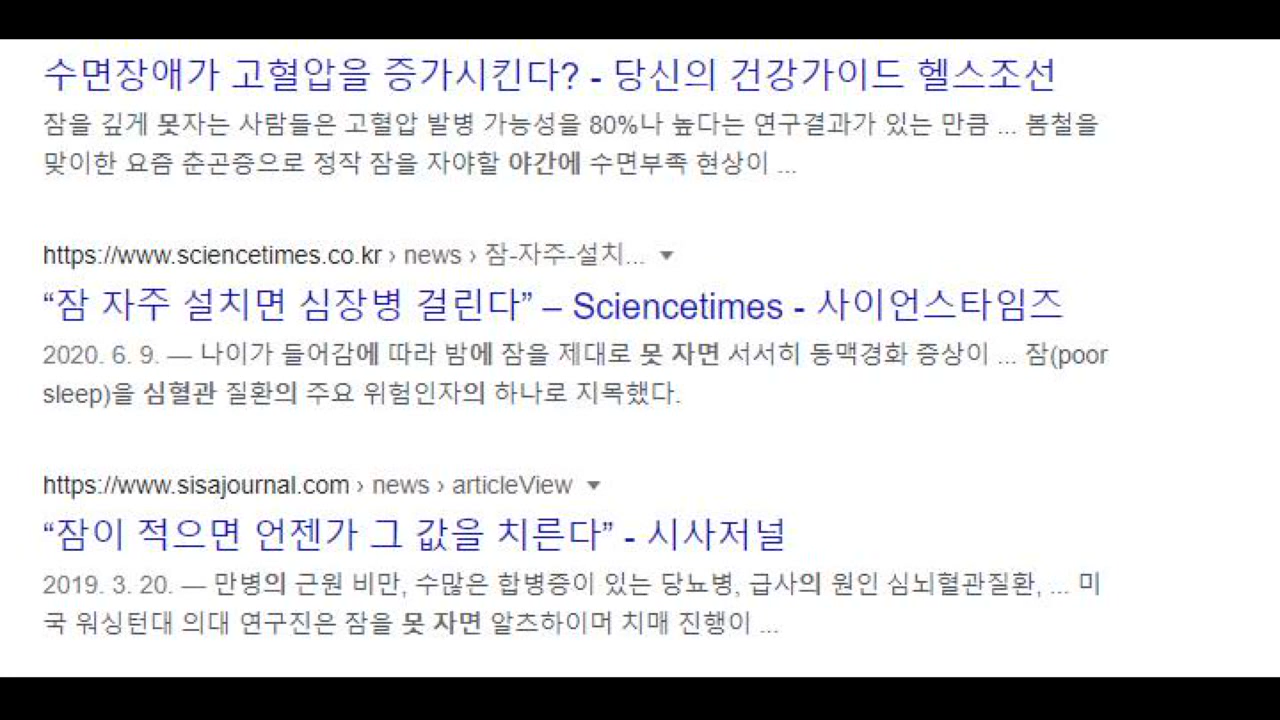 수면장애가 고혈압을 증가시킨다? - 당신의 건강가이드 헬스조선
잠을 깊게 못자는 사람들은 고혈압 발병 가능성을 80%나 높다는 연구결과가 있는 만큼 ... 봄철을
맞이한 요즘 춘곤증으로 정작 잠을 자야할 야간에 수면부족 현상이 ...
https://www.sciencetimes.co.kr › news › 잠-자주-설치...
“잠 자주 설치면 심장병 걸린다” – Sciencetimes - 사이언스타임즈
2020. 6. 9. — 나이가 들어감에 따라 밤에 잠을 제대로 못 자면 서서히 동맥경화 증상이 ... 잠(poor
sleep)을 심혈관 질환의 주요 위험인자의 하나로 지목했다.
https://www.sisajournal.com › news › articleView
“잠이 적으면 언젠가 그 값을 치른다” - 시사저널
2019. 3. 20. — 만병의 근원 비만, 수많은 합병증이 있는 당뇨병, 급사의 원인 심뇌혈관질환, ... 미
국 워싱턴대 의대 연구진은 잠을 못 자면 알츠하이머 치매 진행이 ...